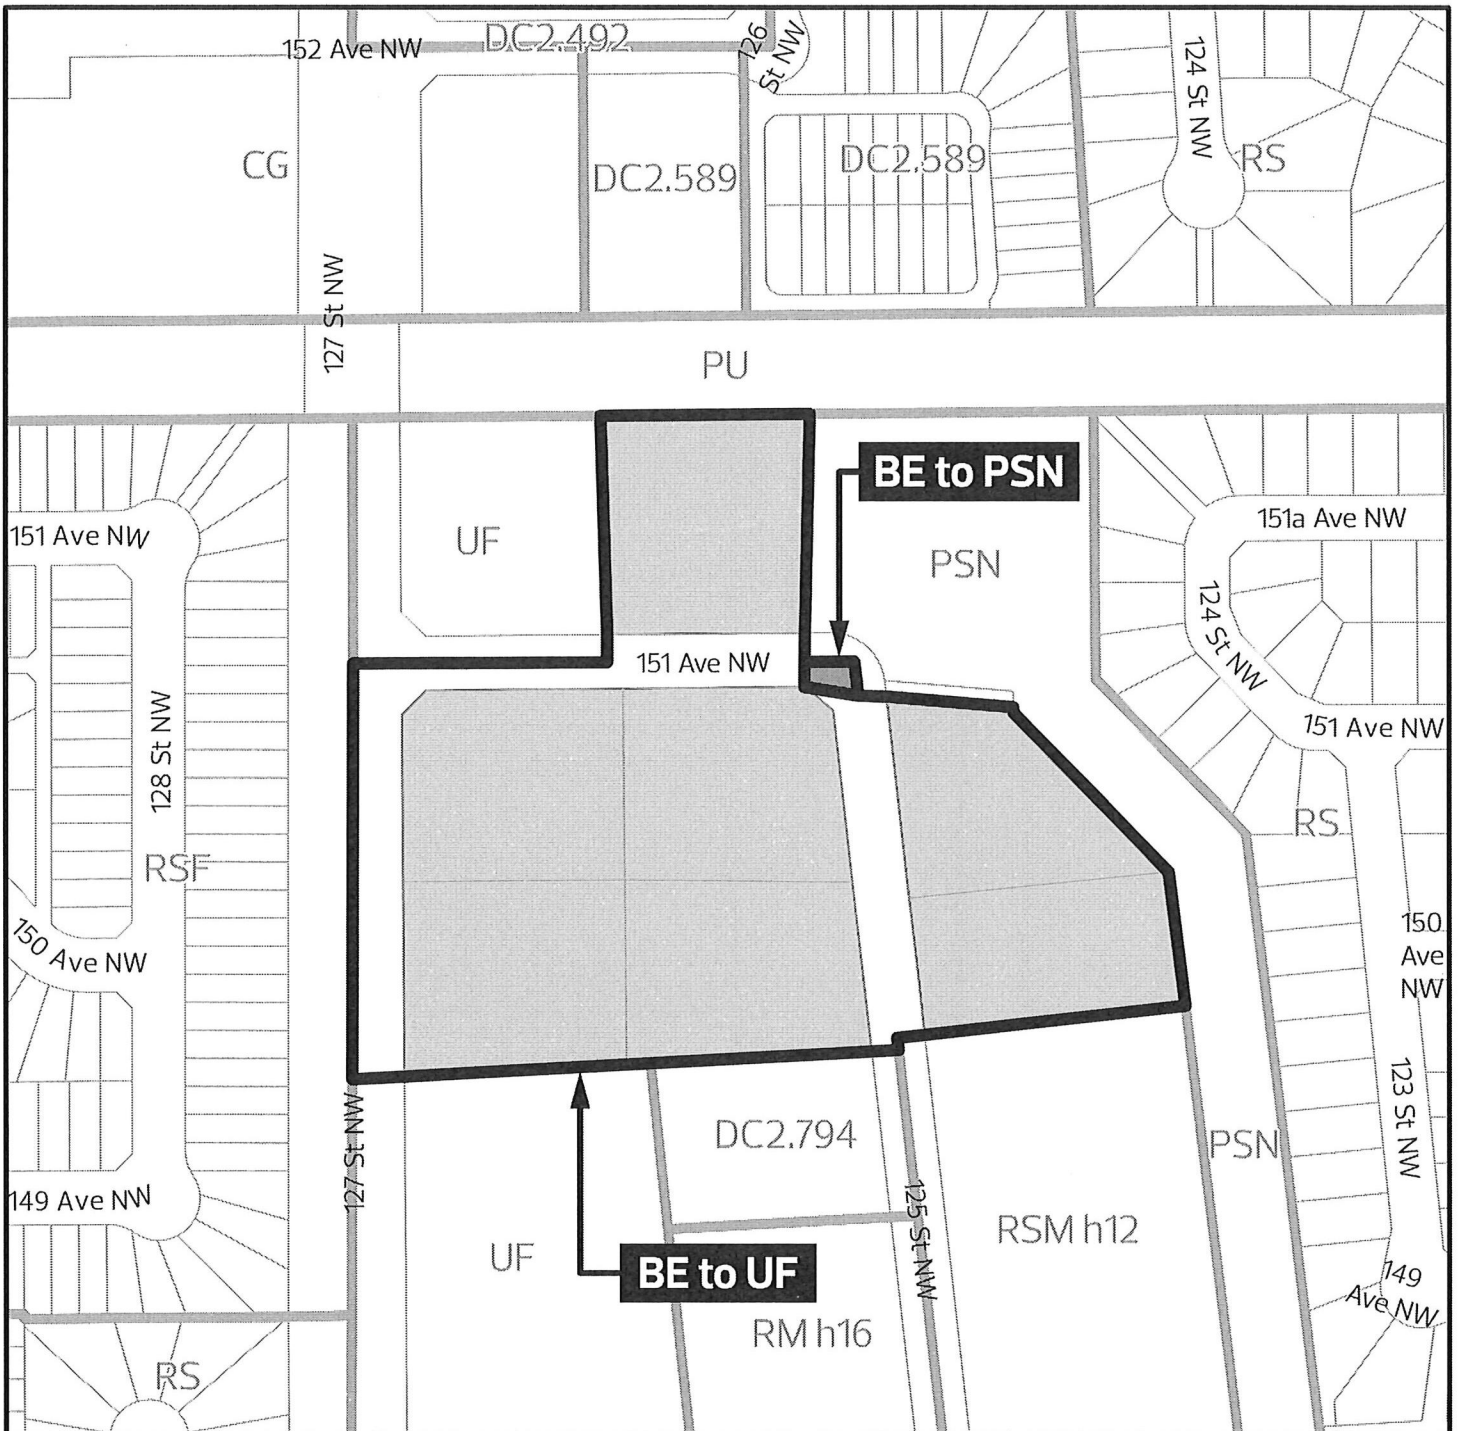 152 Ave NW
DC2.492
126
St NW
124 St NW
CG
DC2.589
DC2.589
RS
127 St NW
PU
BE to PSN
151 Ave NW
UF
PSN
151a Ave NW
124 St NW
151 Ave NW
151 Ave NW
128 St NW
RS
RSF
150 Ave NW
150
Ave
NW
123 St NW
DC2.794
PSN
127 St NW
149 Ave NW
125 St NW
RSM h12
UF
BE to UF
149
Ave NW
RM h16
RS